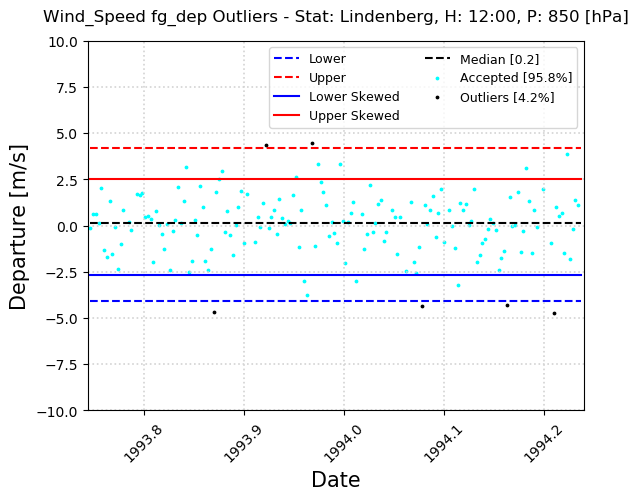 Wind_Speed fg_dep Outliers - Stat: Lindenberg, H: 12:00, P: 850 [hPa]
Lower
Upper
Lower Skewed
Upper Skewed
Median [0.2]
Accepted [95.8%]
Outliers [4.2%]
Departure [m/s]
10.0
7.5
5.0
2.5
0.0
−2.5
−5.0
−7.5
−10.0
1993.8
1993.9
1994.0
1994.1
1994.2
Date